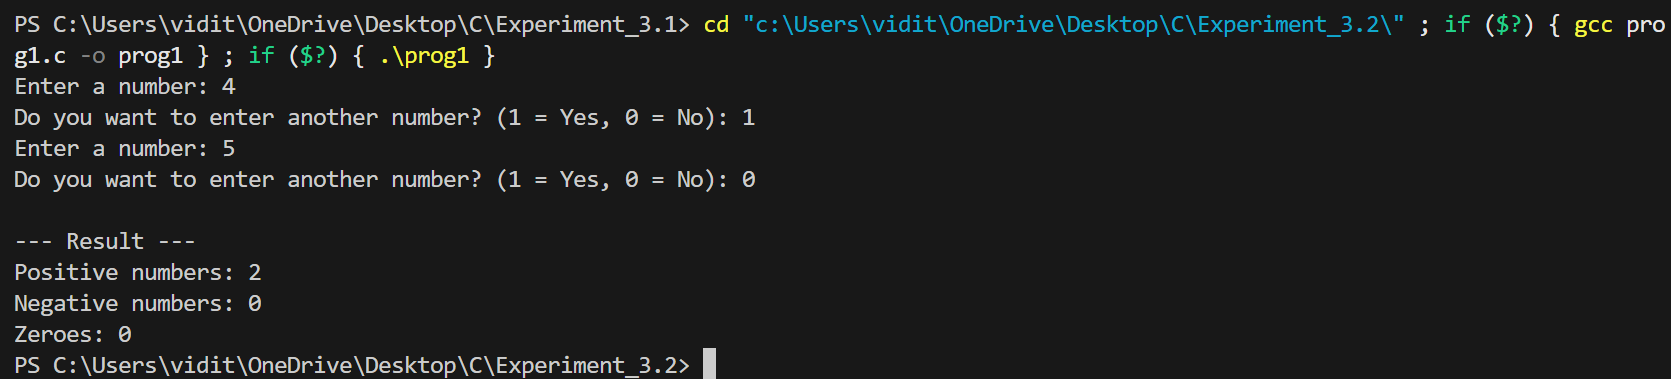 PS C:\Users\vidit\OneDrive\Desktop\C\Experiment_3.1> cd "c:\Users\vidit\OneDrive\Desktop\C\Experiment_3.2\" ; if ($?) { gcc pro
g1.c -o prog1 } ; if ($?) { .\prog1 }
Enter a number: 4
Do you want to enter another number? (1 = Yes, 0 = No): 1
Enter a number: 5
Do you want to enter another number? (1 = Yes, 0 = No): 0
--- Result ---
Positive numbers: 2
Negative numbers: 0
Zeroes: 0
PS C:\Users\vidit\OneDrive\Desktop\C\Experiment_3.2>